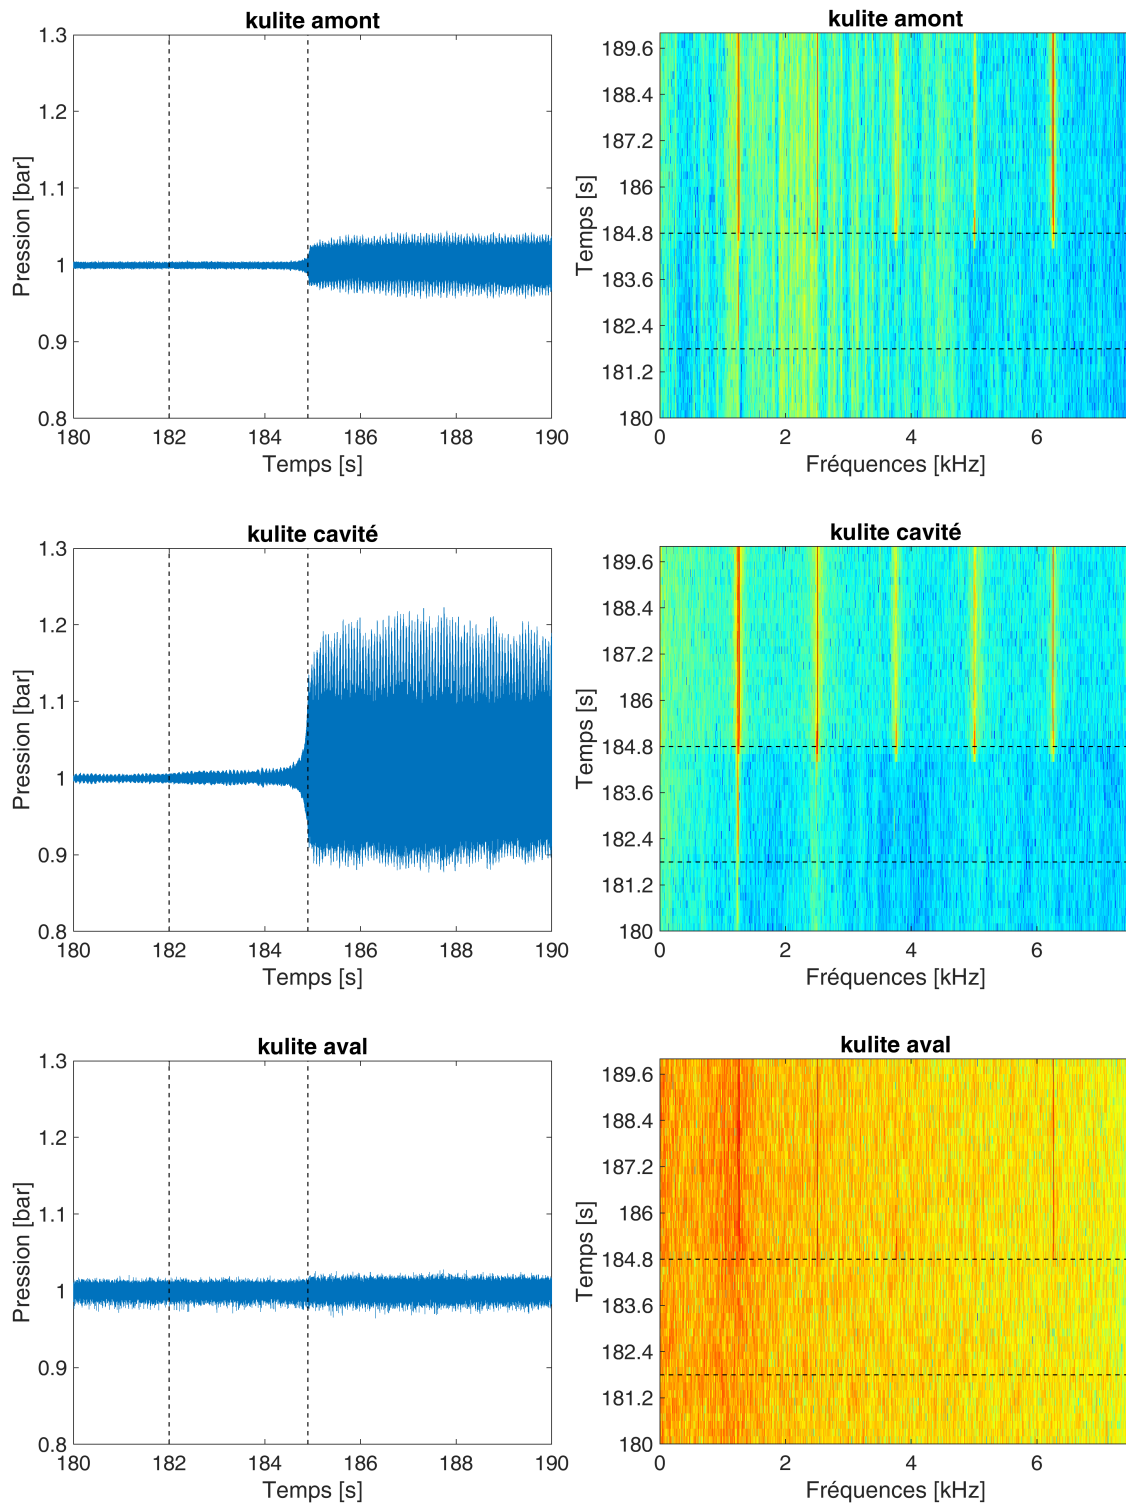 kulite amont
1.3
1.2
1.1
1
0.9
0.8
Pression [bar]
180 182 184 186 188 190
Temps [s]
kulite amont
189.6
188.4
187.2
186
184.8
183.6
182.4
181.2
180
Temps [s]
0 2 4 6
Fréquences [kHz]
kulite cavité
1.3
1.2
1.1
1
0.9
0.8
Pression [bar]
180 182 184 186 188 190
Temps [s]
kulite cavité
189.6
188.4
187.2
186
184.8
183.6
182.4
181.2
180
Temps [s]
0 2 4 6
Fréquences [kHz]
kulite aval
1.3
1.2
1.1
1
0.9
0.8
Pression [bar]
180 182 184 186 188 190
Temps [s]
kulite aval
189.6
188.4
187.2
186
184.8
183.6
182.4
181.2
180
Temps [s]
0 2 4 6
Fréquences [kHz]